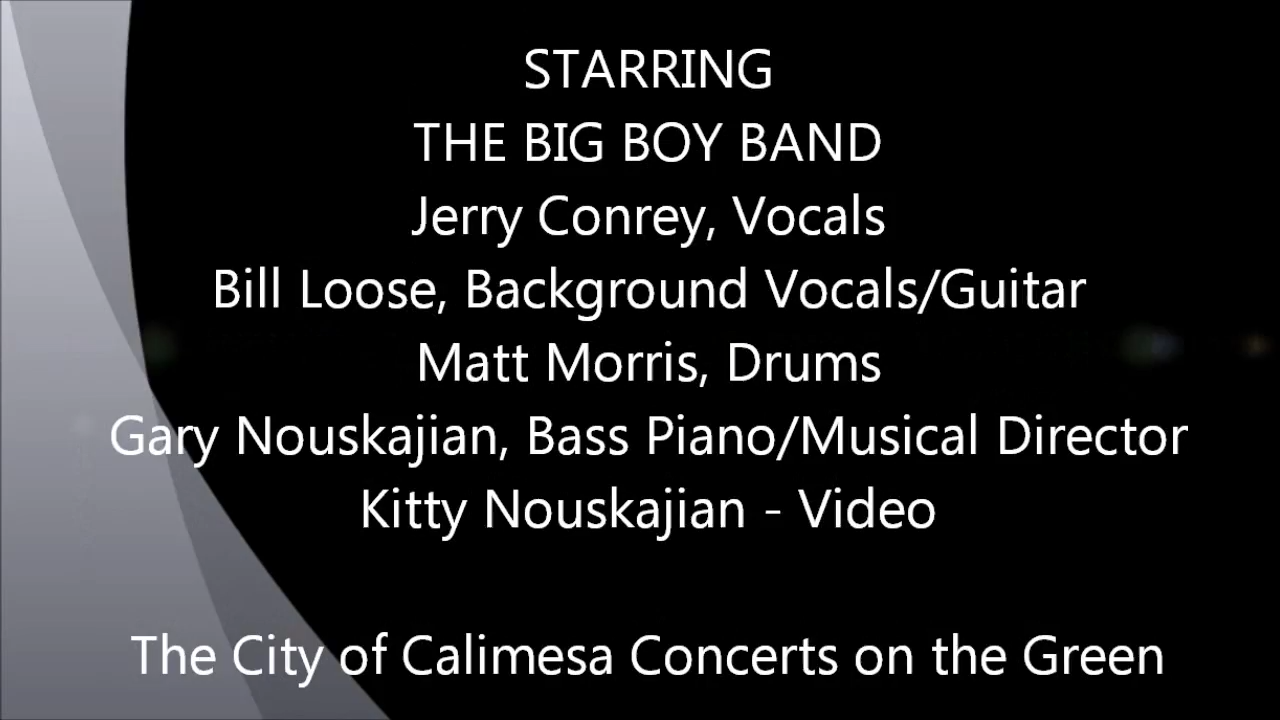 STARRING
THE BIG BOY BAND
Jerry Conrey, Vocals
Bill Loose, Background Vocals/Guitar
Matt Morris, Drums
Gary Nouskajian, Bass Piano/Musical Director
Kitty Nouskajian - Video
The City of Calimesa Concerts on the Green